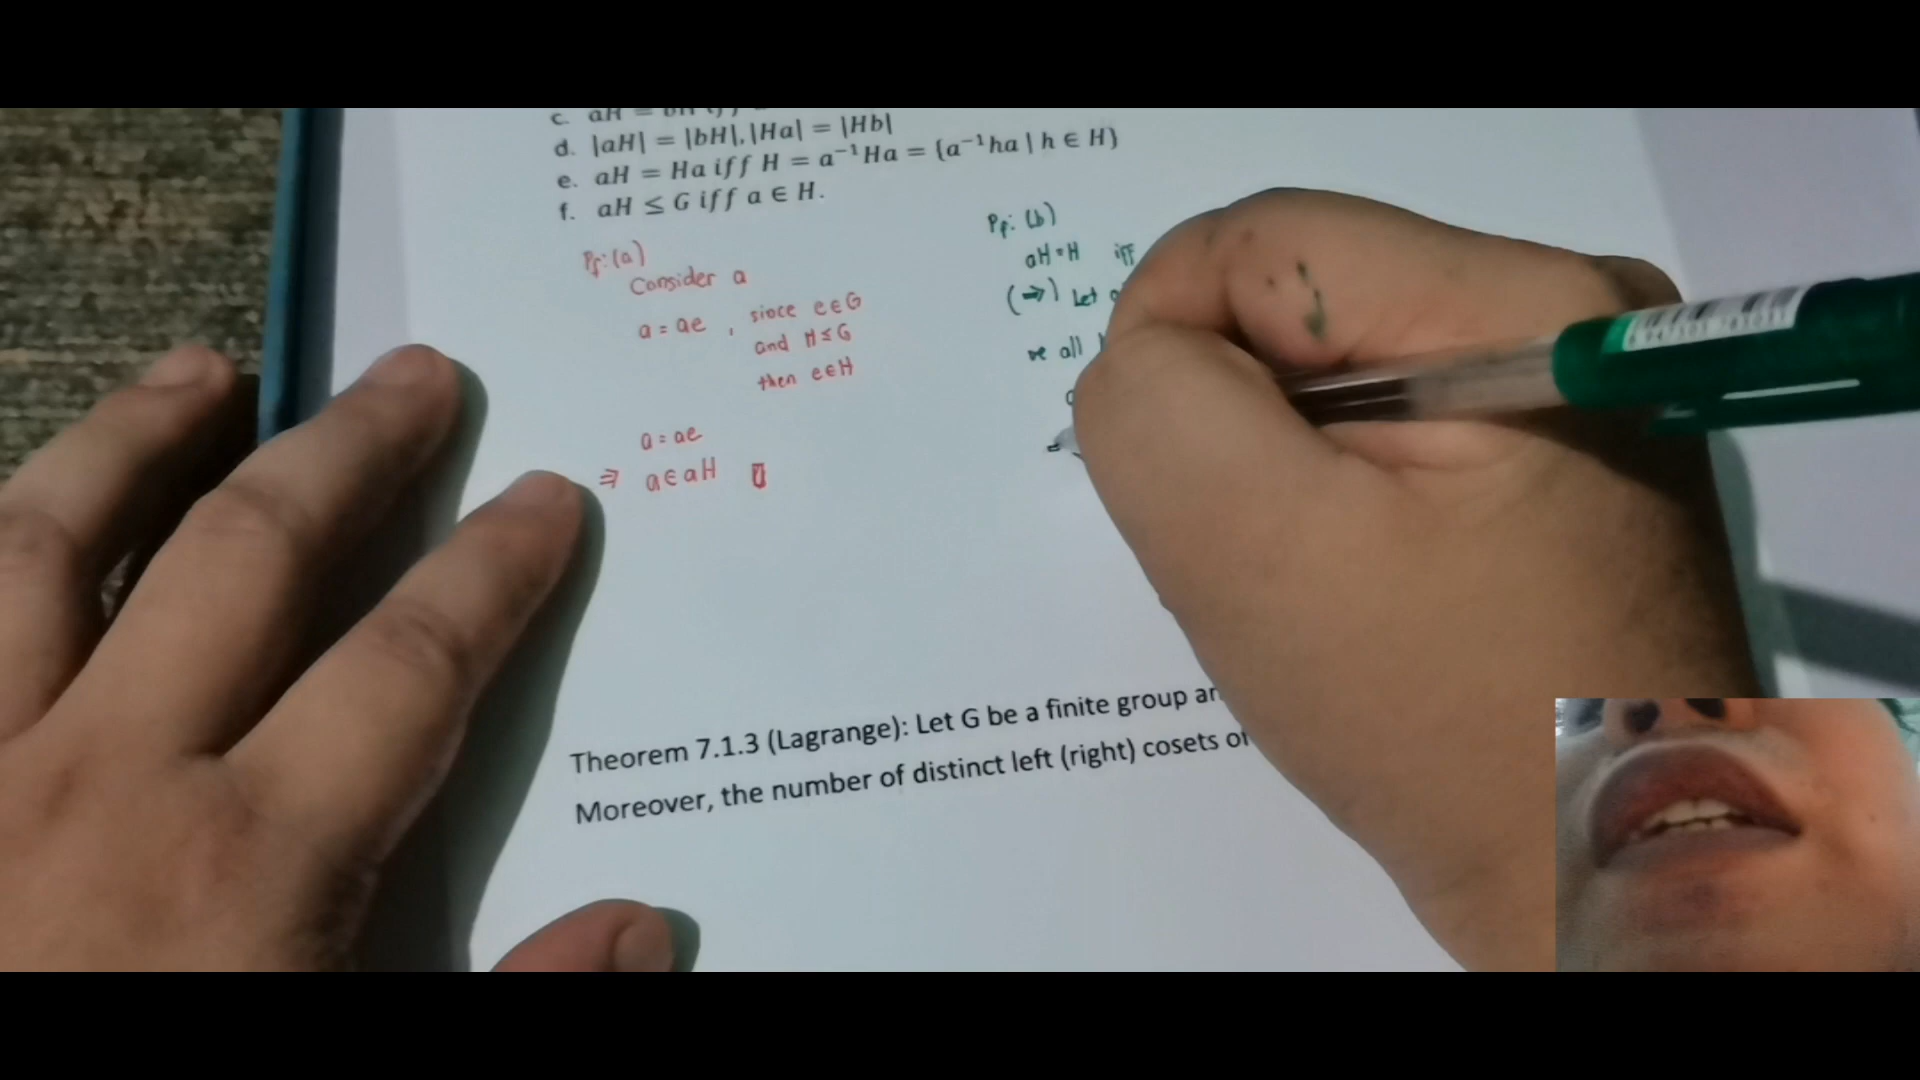 c. aH =
d. |aH| = |bH|, |Ha| = |Hb|
e. aH = Ha iff H = a⁻¹Ha = {a⁻¹ha | h ∈ H}
f. aH ≤ G iff a ∈ H.
Pf: (a)
Consider a
a = ae , since e∈G
and H≤G
then e∈H
a = ae
⇒ a∈aH
Pf: (b)
aH=H iff
(⇒) Let
we all
Theorem 7.1.3 (Lagrange): Let G be a finite group
Moreover, the number of distinct left (right) cosets